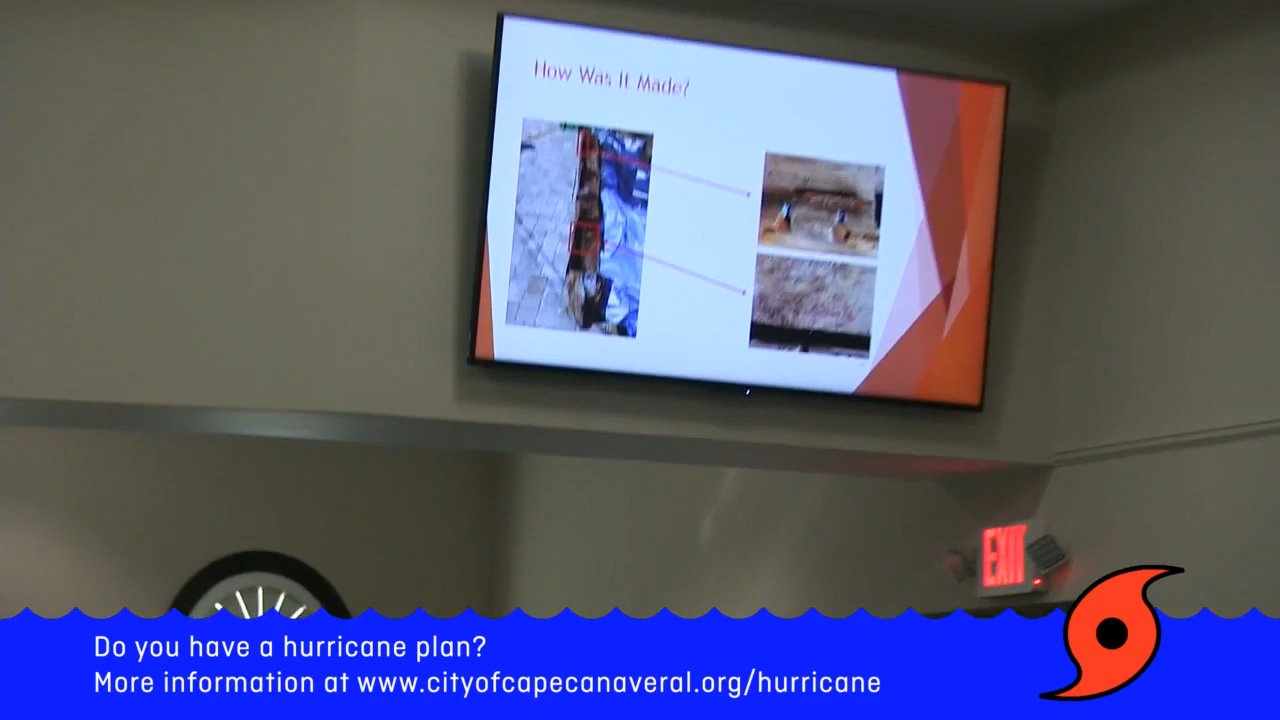 How Was It Made?
EXIT
Do you have a hurricane plan?
More information at www.cityofcapecanaveral.org/hurricane